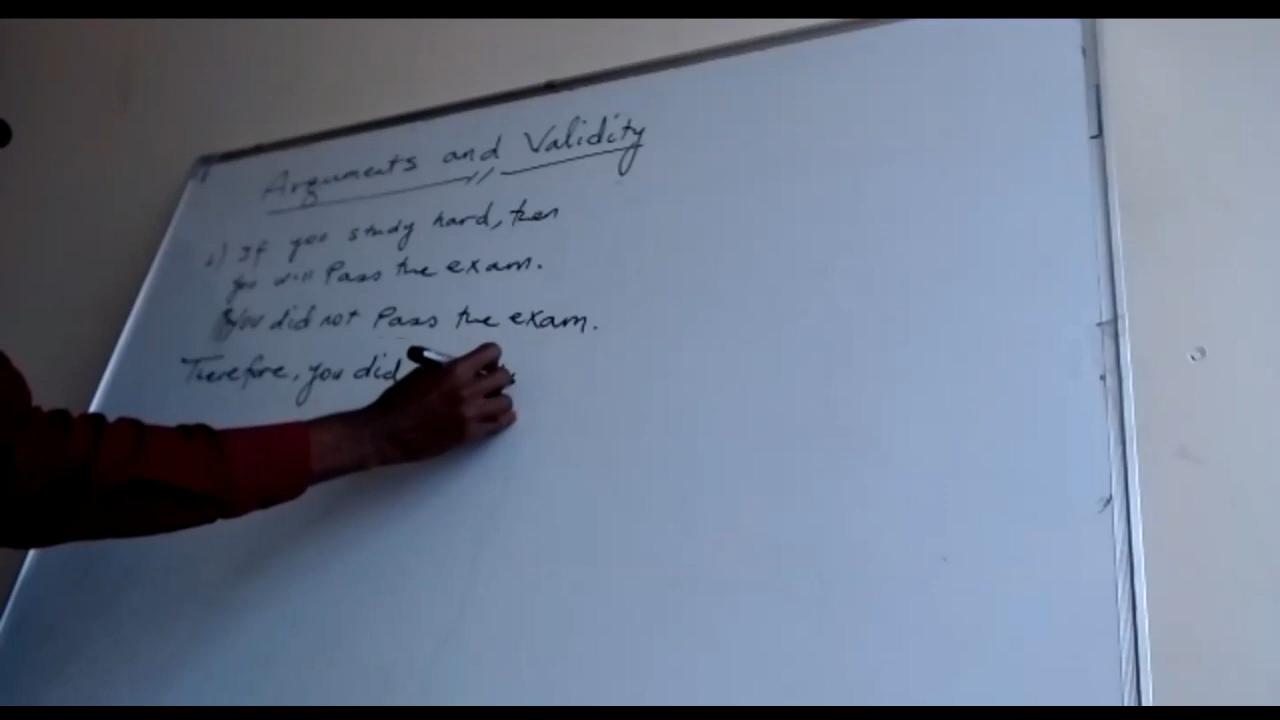 Arguments and Validity
i) If you study hard, then
you will Pass the exam.
You did not Pass the exam.
Therefore, you did